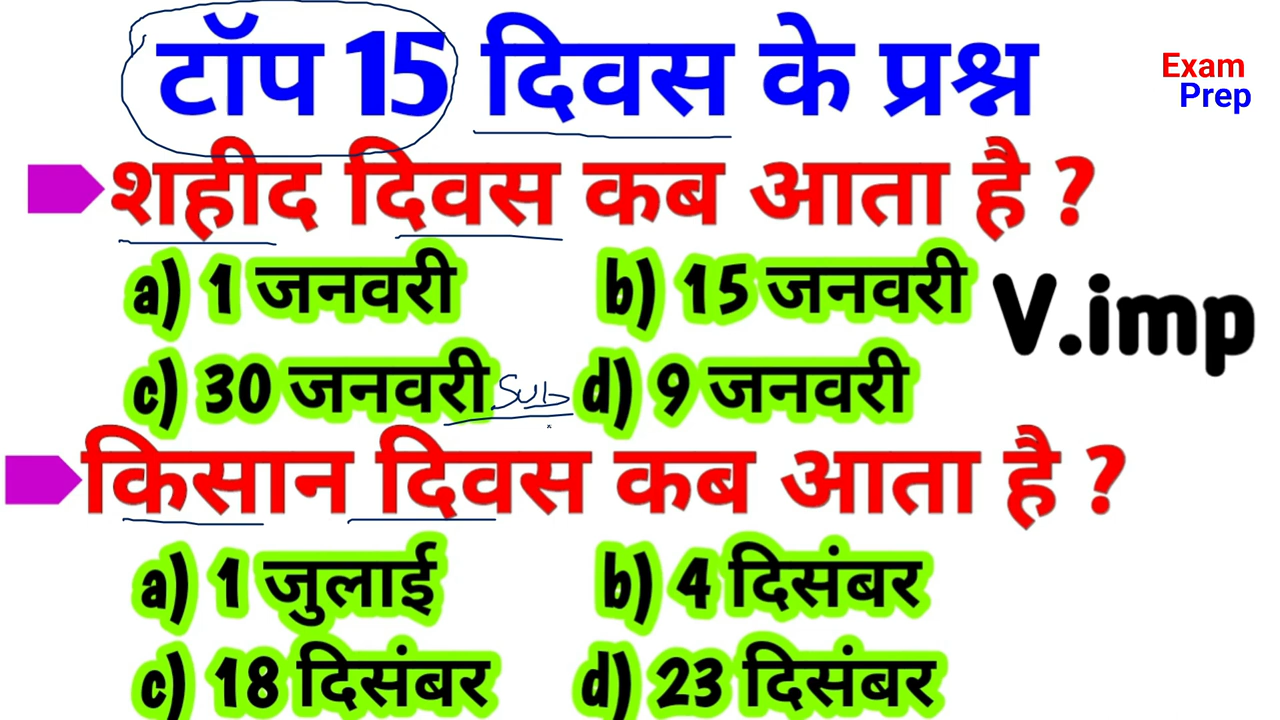 टॉप 15 दिवस के प्रश्न
Exam
Prep
शहीद दिवस कब आता है ?
a) 1 जनवरी b) 15 जनवरी
V.imp
c) 30 जनवरी d) 9 जनवरी
किसान दिवस कब आता है ?
a) 1 जुलाई b) 4 दिसंबर
c) 18 दिसंबर d) 23 दिसंबर